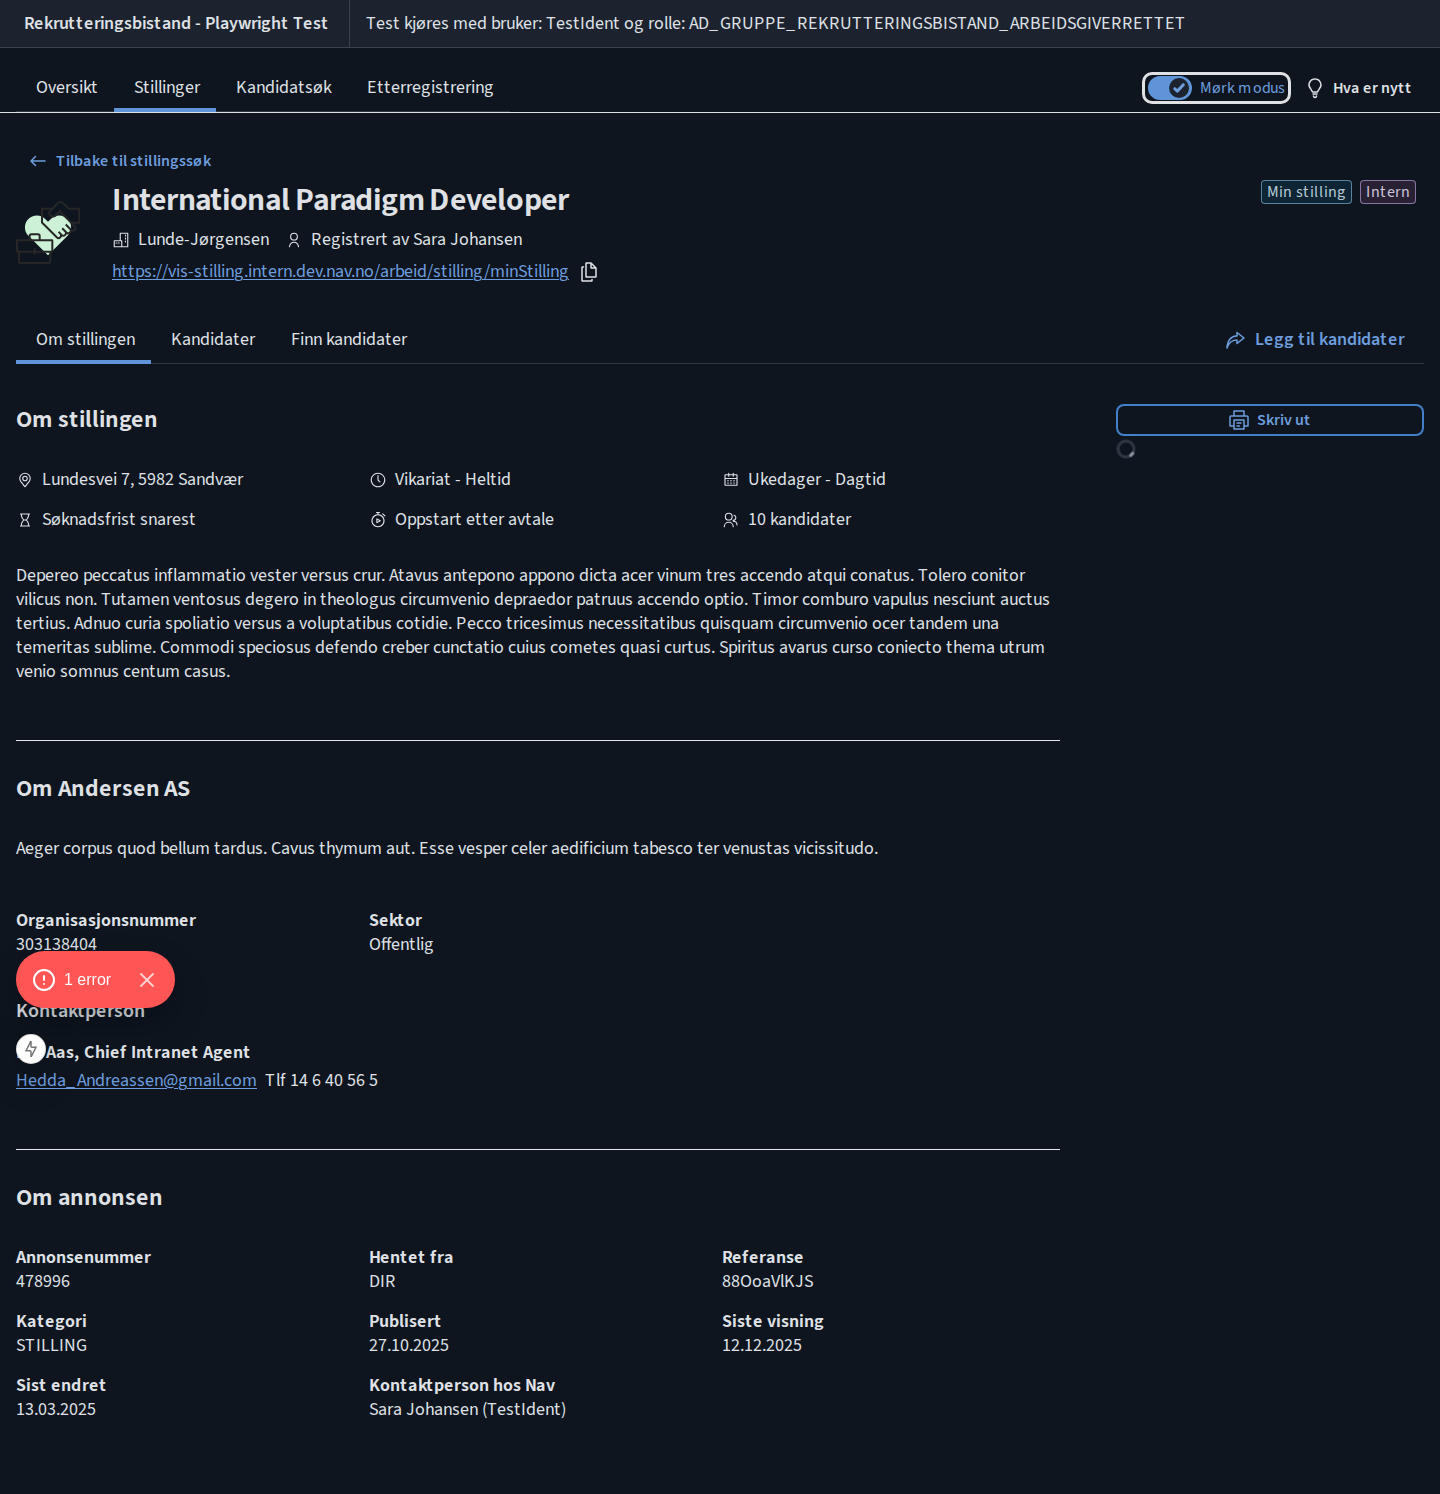 Rekrutteringsbistand - Playwright Test
Test kjøres med bruker: TestIdent og rolle: AD_GRUPPE_REKRUTTERINGSBISTAND_ARBEIDSGIVERRETTET
Oversikt
Stillinger
Kandidatsøk
Etterregistrering
Mørk modus
Hva er nytt
Tilbake til stillingssøk
International Paradigm Developer
Min stilling
Intern
Lunde-Jørgensen
Registrert av Sara Johansen
https://vis-stilling.intern.dev.nav.no/arbeid/stilling/minStilling
Om stillingen
Kandidater
Finn kandidater
Legg til kandidater
Om stillingen
Skriv ut
Lundesvei 7, 5982 Sandvær
Vikariat - Heltid
Ukedager - Dagtid
Søknadsfrist snarest
Oppstart etter avtale
10 kandidater
Depereo peccatus inflammatio vester versus crur. Atavus antepono appono dicta acer vinum tres accendo atqui conatus. Tolero conitor
vilicus non. Tutamen ventosus degero in theologus circumvenio depraedor patruus accendo optio. Timor comburo vapulus nesciunt auctus
tertius. Adnuo curia spoliatio versus a voluptatibus cotidie. Pecco tricesimus necessitatibus quisquam circumvenio ocer tandem una
temeritas sublime. Commodi speciosus defendo creber cunctatio cuius cometes quasi curtus. Spiritus avarus curso coniecto thema utrum
venio somnus centum casus.
Om Andersen AS
Aeger corpus quod bellum tardus. Cavus thymum aut. Esse vesper celer aedificium tabesco ter venustas vicissitudo.
Organisasjonsnummer
303138404
Sektor
Offentlig
1 error
Kontaktperson
Aas, Chief Intranet Agent
Hedda_Andreassen@gmail.com
Tlf 14 6 40 56 5
Om annonsen
Annonsenummer
478996
Hentet fra
DIR
Referanse
88OoaVlKJS
Kategori
STILLING
Publisert
27.10.2025
Siste visning
12.12.2025
Sist endret
13.03.2025
Kontaktperson hos Nav
Sara Johansen (TestIdent)